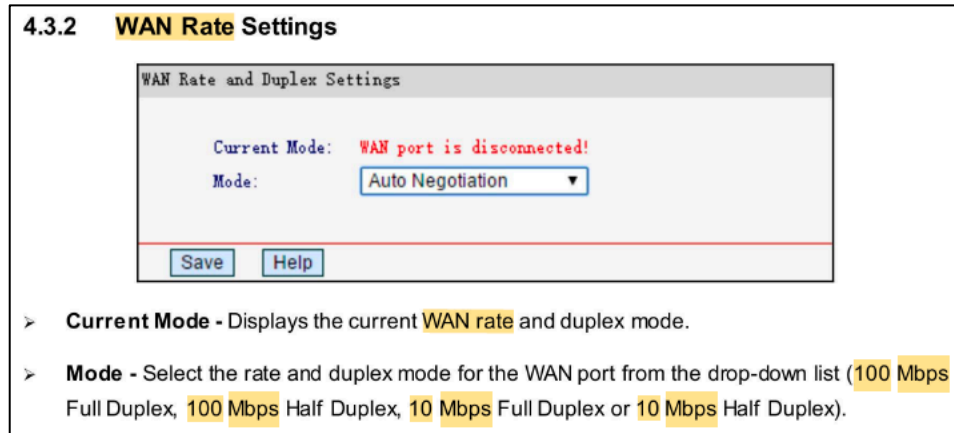 4.3.2 WAN Rate Settings
WAN Rate and Duplex Settings
Current Mode: WAN port is disconnected!
Mode: Auto Negotiation ▼
Save Help
➢ Current Mode - Displays the current WAN rate and duplex mode.
➢ Mode - Select the rate and duplex mode for the WAN port from the drop-down list (100 Mbps
Full Duplex, 100 Mbps Half Duplex, 10 Mbps Full Duplex or 10 Mbps Half Duplex).